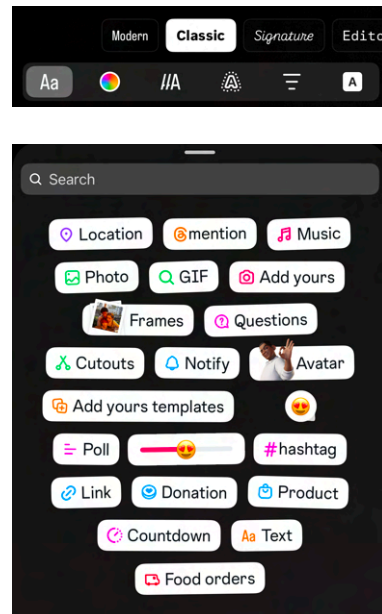 Modern Classic Signature Edito
Aa A A
Search
Location @mention Music
Photo GIF Add yours
Frames Questions
Cutouts Notify Avatar
Add yours templates
Poll #hashtag
Link Donation Product
Countdown Aa Text
Food orders